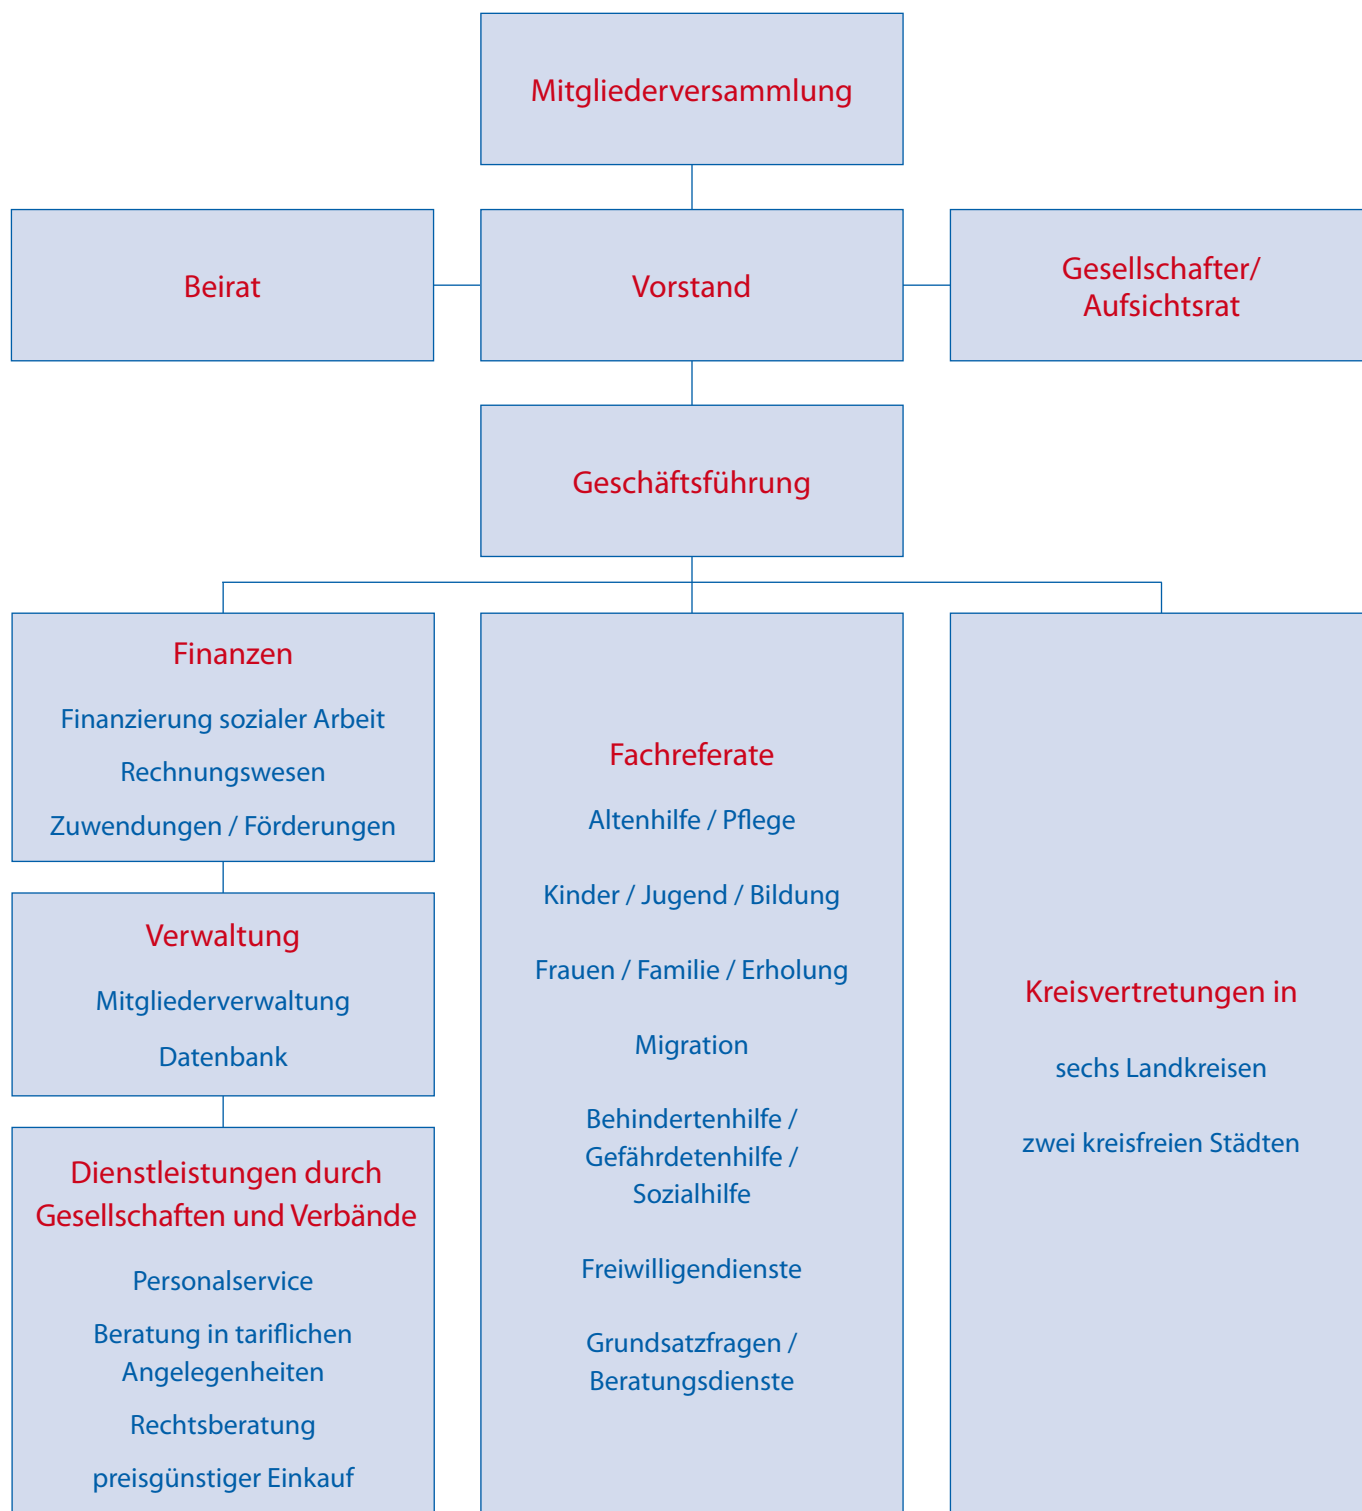 Mitgliederversammlung
Beirat
Vorstand
Gesellschafter/
Aufsichtsrat
Geschäftsführung
Finanzen
Finanzierung sozialer Arbeit
Rechnungswesen
Zuwendungen / Förderungen
Verwaltung
Mitgliederverwaltung
Datenbank
Dienstleistungen durch
Gesellschaften und Verbände
Personalservice
Beratung in tariflichen
Angelegenheiten
Rechtsberatung
preisgünstiger Einkauf
Fachreferate
Altenhilfe / Pflege
Kinder / Jugend / Bildung
Frauen / Familie / Erholung
Migration
Behindertenhilfe /
Gefährdetenhilfe /
Sozialhilfe
Freiwilligendienste
Grundsatzfragen /
Beratungsdienste
Kreisvertretungen in
sechs Landkreisen
zwei kreisfreien Städten